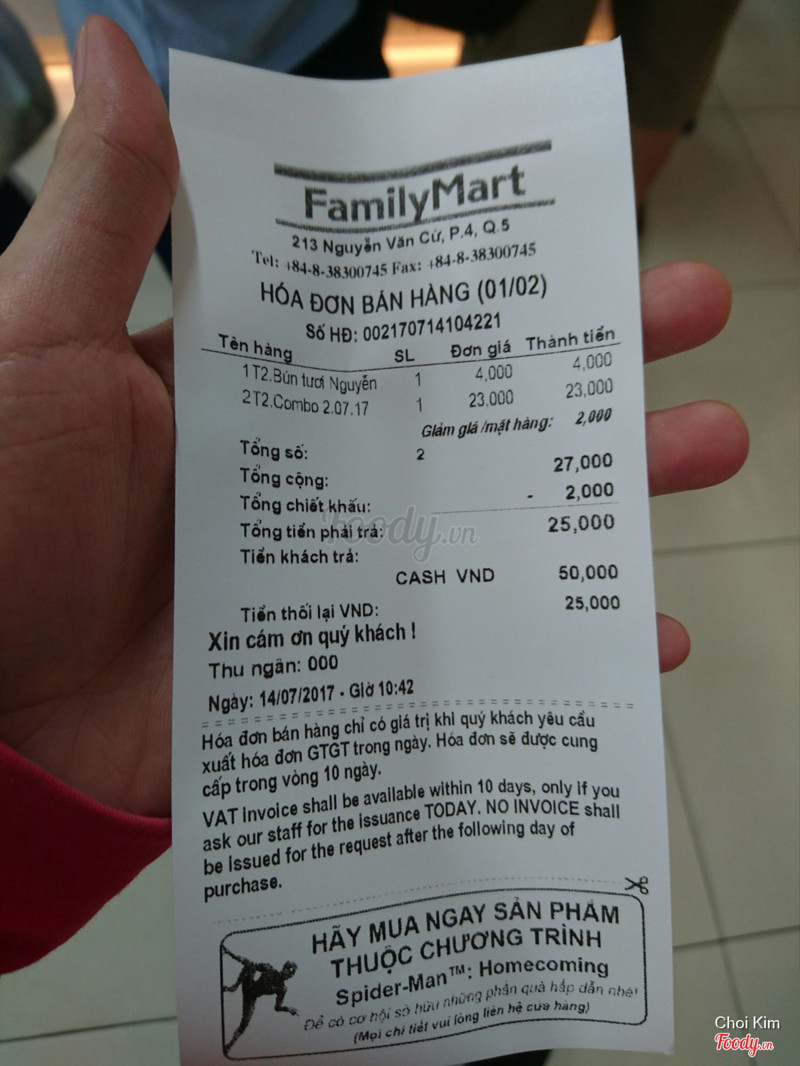 FamilyMart
213 Nguyễn Văn Cừ, P.4, Q.5
Tel: +84-8-38300745 Fax: +84-8-38300745
HÓA ĐƠN BÁN HÀNG (01/02)
Số HĐ: 002170714104221
Tên hàng SL Đơn giá Thành tiền
1 T2.Bún tươi Nguyễn 1 4,000 4,000
2 T2.Combo 2.07.17 1 23,000 23,000
Giảm giá /mặt hàng: 2,000
Tổng số: 2
Tổng cộng: 27,000
Tổng chiết khấu: - 2,000
Tổng tiền phải trả: 25,000
Tiền khách trả:
CASH VND 50,000
Tiền thối lại VND: 25,000
Xin cám ơn quý khách !
Thu ngân: 000
Ngày: 14/07/2017 - Giờ 10:42
Hóa đơn bán hàng chỉ có giá trị khi quý khách yêu cầu
xuất hóa đơn GTGT trong ngày. Hóa đơn sẽ được cung
cấp trong vòng 10 ngày.
VAT Invoice shall be available within 10 days, only if you
ask our staff for the issuance TODAY. NO INVOICE shall
be issued for the request after the following day of
purchase.
HÃY MUA NGAY SẢN PHẨM
THUỘC CHƯƠNG TRÌNH
Spider-Man™: Homecoming
Để có cơ hội sở hữu những phần quà hấp dẫn nhé!
(Mọi chi tiết vui lòng liên hệ cửa hàng)
Foody.vn
Choi Kim
Foody.vn